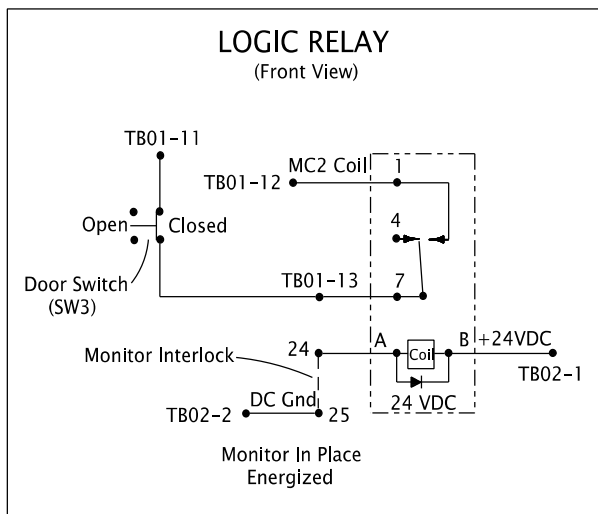 LOGIC RELAY
(Front View)
TB01-11
MC2 Coil
1
TB01-12
4
Open
Closed
Door Switch
(SW3)
TB01-13
7
24
A
B
+24VDC
Coil
Monitor Interlock
TB02-1
24 VDC
DC Gnd
TB02-2
25
Monitor In Place
Energized